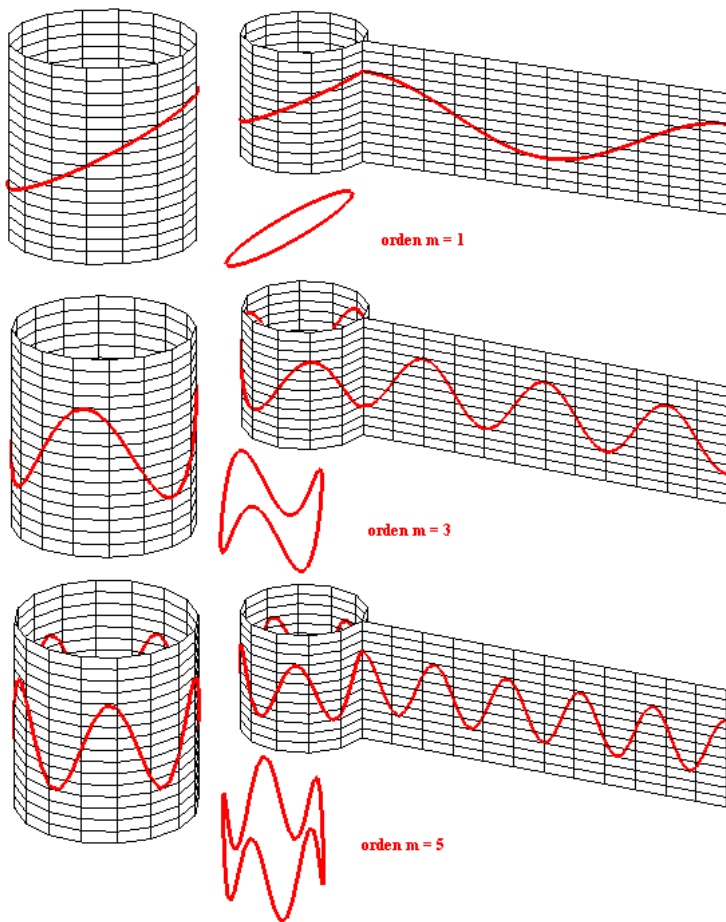 orden m = 1
orden m = 3
orden m = 5